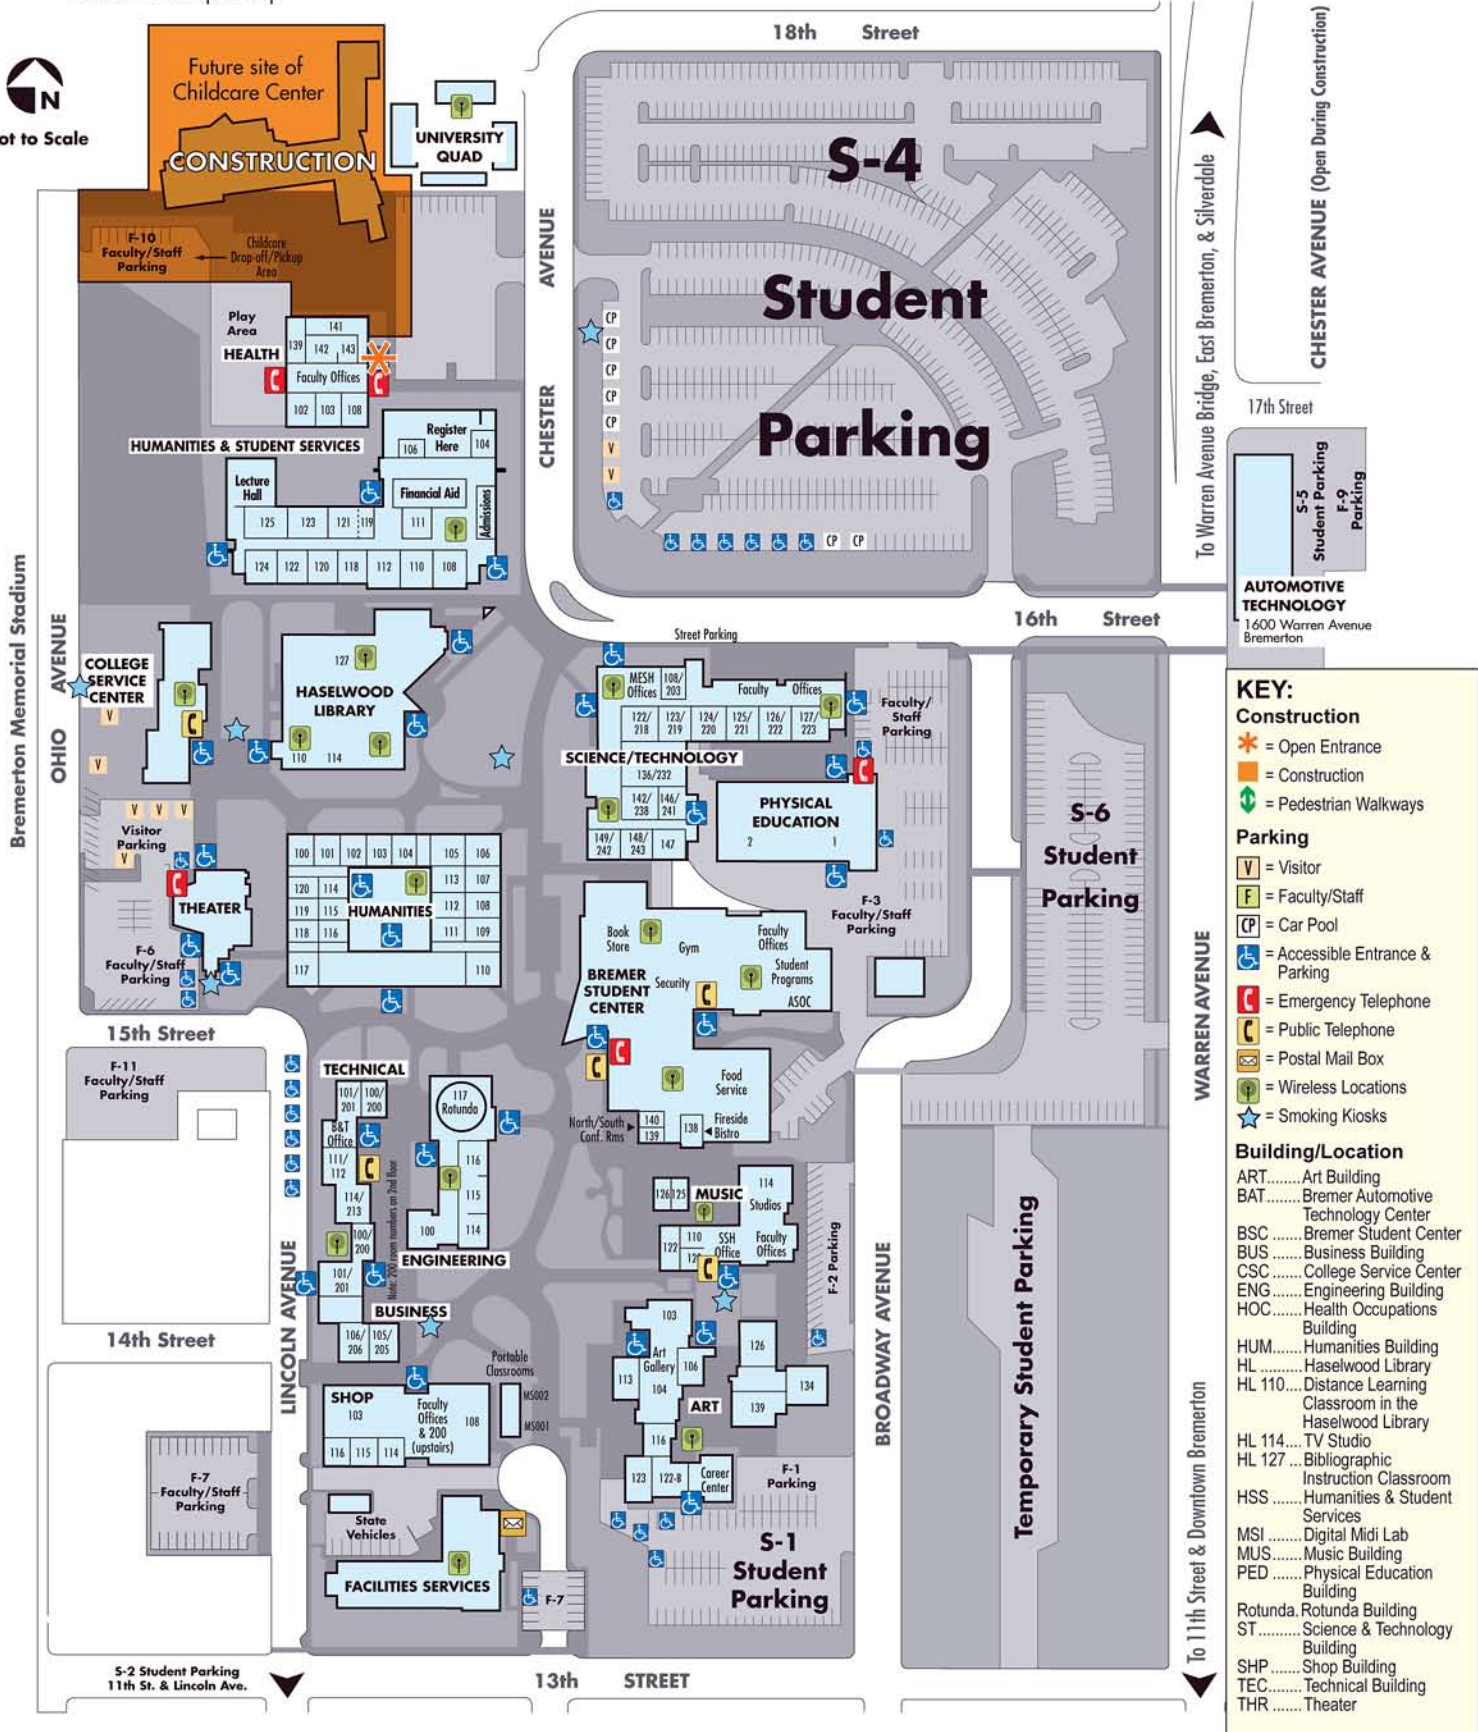 18th Street
N
ot to Scale
Future site of
Childcare Center
CONSTRUCTION
UNIVERSITY
QUAD
S-4
Student
Parking
F-10
Faculty/Staff
Parking
Childcare
Drop-off/Pickup
Area
CHESTER AVENUE
To Warren Avenue Bridge, East Bremerton, & Silverdale
CHESTER AVENUE (Open During Construction)
17th Street
Play
Area
HEALTH
141
139
142
143
Faculty Offices
102
103
108
CP
CP
CP
CP
CP
V
V
CP
CP
HUMANITIES & STUDENT SERVICES
Register
Here
106
104
Lecture
Hall
Financial Aid
Admissions
125
123
121
119
111
124
122
120
118
112
110
108
S-5
Student Parking
F-9
Parking
AUTOMOTIVE
TECHNOLOGY
1600 Warren Avenue
Bremerton
16th Street
Street Parking
Bremerton Memorial Stadium
OHIO AVENUE
COLLEGE
SERVICE
CENTER
V
V
V V V
Visitor
Parking
V
HASELWOOD
LIBRARY
127
110
114
MESH
Offices
108/
203
Faculty Offices
122/
218
123/
219
124/
220
125/
221
126/
222
127/
223
SCIENCE/TECHNOLOGY
136/232
142/
238
146/
241
149/
242
148/
243
147
Faculty/
Staff
Parking
PHYSICAL
EDUCATION
2
1
S-6
Student
Parking
F-3
Faculty/Staff
Parking
THEATER
F-6
Faculty/Staff
Parking
100
101
102
103
104
105
106
120
114
113
107
119
115
HUMANITIES
112
108
118
116
111
109
117
110
Book
Store
Gym
Faculty
Offices
Student
Programs
ASOC
Security
BREMER
STUDENT
CENTER
Food
Service
North/South
Conf. Rms
140
139
138
Fireside
Bistro
15th Street
F-11
Faculty/Staff
Parking
TECHNICAL
101/
201
100/
200
B&T
Office
111/
112
114/
213
100/
200
101/
201
Note: 200 room numbers on 2nd floor
117
Rotunda
116
115
114
100
ENGINEERING
BUSINESS
106/
206
105/
205
LINCOLN AVENUE
14th Street
126
125
MUSIC
114
Studios
122
110
SSH
Office
Faculty
Offices
F-2 Parking
BROADWAY AVENUE
WARREN AVENUE
Temporary Student Parking
To 11th Street & Downtown Bremerton
103
Art
Gallery
106
113
104
ART
126
134
139
116
123
122-B
Career
Center
F-1
Parking
S-1
Student
Parking
Portable
Classrooms
MS002
MS001
SHOP
103
Faculty
Offices
& 200
(upstairs)
108
116
115
114
F-7
Faculty/Staff
Parking
State
Vehicles
FACILITIES SERVICES
F-7
S-2 Student Parking
11th St. & Lincoln Ave.
13th STREET
KEY:
Construction
= Open Entrance
= Construction
= Pedestrian Walkways
Parking
V = Visitor
F = Faculty/Staff
CP = Car Pool
= Accessible Entrance &
Parking
= Emergency Telephone
= Public Telephone
= Postal Mail Box
= Wireless Locations
= Smoking Kiosks
Building/Location
ART........Art Building
BAT........Bremer Automotive
Technology Center
BSC.......Bremer Student Center
BUS.......Business Building
CSC.......College Service Center
ENG.......Engineering Building
HOC.......Health Occupations
Building
HUM.......Humanities Building
HL ..........Haselwood Library
HL 110....Distance Learning
Classroom in the
Haselwood Library
HL 114....TV Studio
HL 127 ...Bibliographic
Instruction Classroom
HSS .......Humanities & Student
Services
MSI ........Digital Midi Lab
MUS.......Music Building
PED .......Physical Education
Building
Rotunda.Rotunda Building
ST..........Science & Technology
Building
SHP .......Shop Building
TEC........Technical Building
THR .......Theater